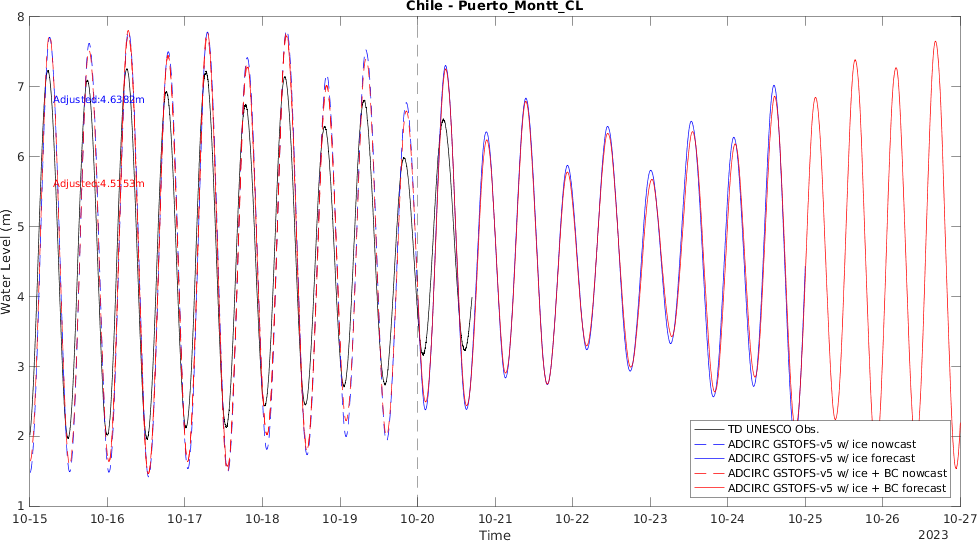 Chile - Puerto_Montt_CL
Water Level (m)
8
7
6
5
4
3
2
1
Adjusted:4.6382m
Adjusted:4.5353m
TD UNESCO Obs.
ADCIRC GSTOFS-v5 w/ ice nowcast
ADCIRC GSTOFS-v5 w/ ice forecast
ADCIRC GSTOFS-v5 w/ ice + BC nowcast
ADCIRC GSTOFS-v5 w/ ice + BC forecast
10-15 10-16 10-17 10-18 10-19 10-20 10-21 10-22 10-23 10-24 10-25 10-26 10-27
Time
2023